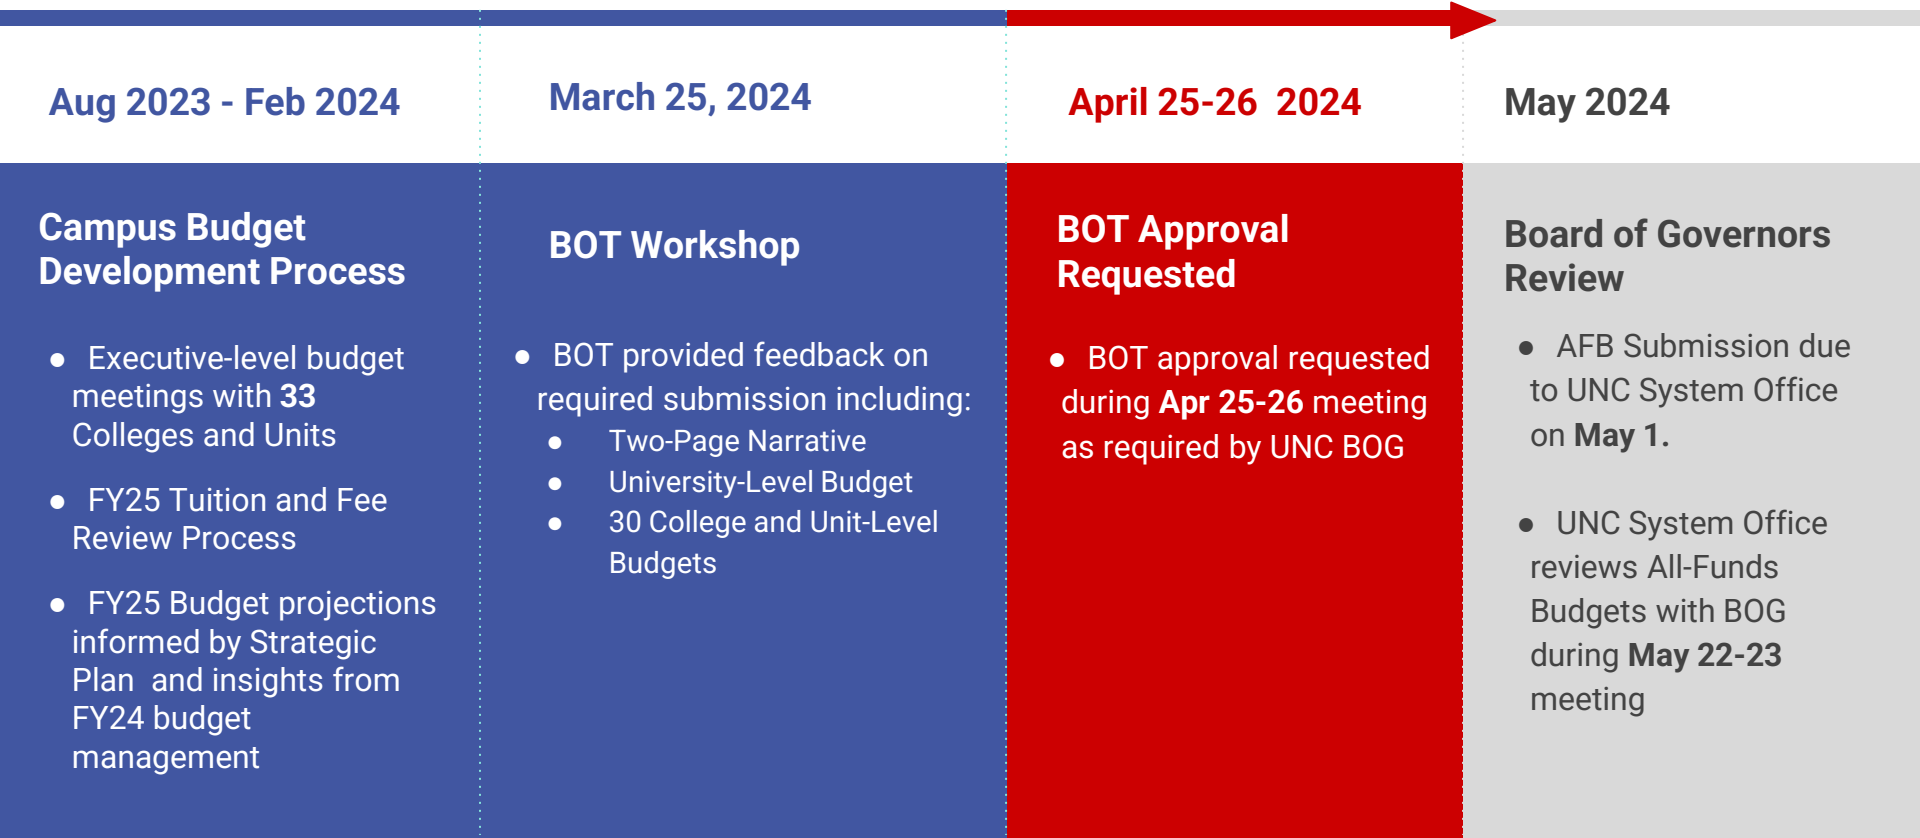 Aug 2023 - Feb 2024
Campus Budget
Development Process
● Executive-level budget
meetings with 33
Colleges and Units
● FY25 Tuition and Fee
Review Process
● FY25 Budget projections
informed by Strategic
Plan  and insights from
FY24 budget
management
March 25, 2024
BOT Workshop
● BOT provided feedback on
required submission including:
● Two-Page Narrative
● University-Level Budget
● 30 College and Unit-Level
Budgets
April 25-26  2024
BOT Approval
Requested
● BOT approval requested
during Apr 25-26 meeting
as required by UNC BOG
May 2024
Board of Governors
Review
● AFB Submission due
to UNC System Office
on May 1.
● UNC System Office
reviews All-Funds
Budgets with BOG
during May 22-23
meeting